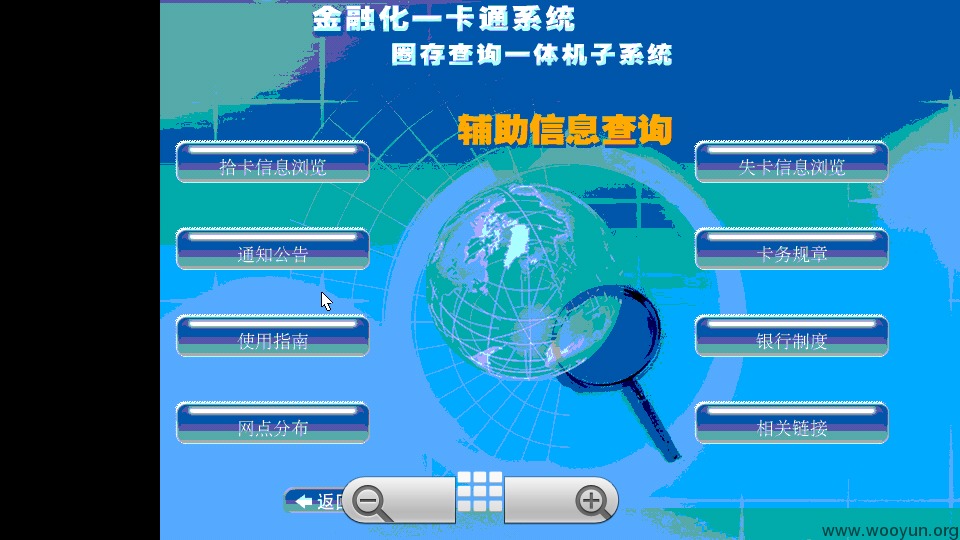 金融化一卡通系统
圈存查询一体机子系统
辅助信息查询
拾卡信息浏览
失卡信息浏览
通知公告
卡务规章
使用指南
银行制度
网点分布
相关链接
返回
www.wooyun.org